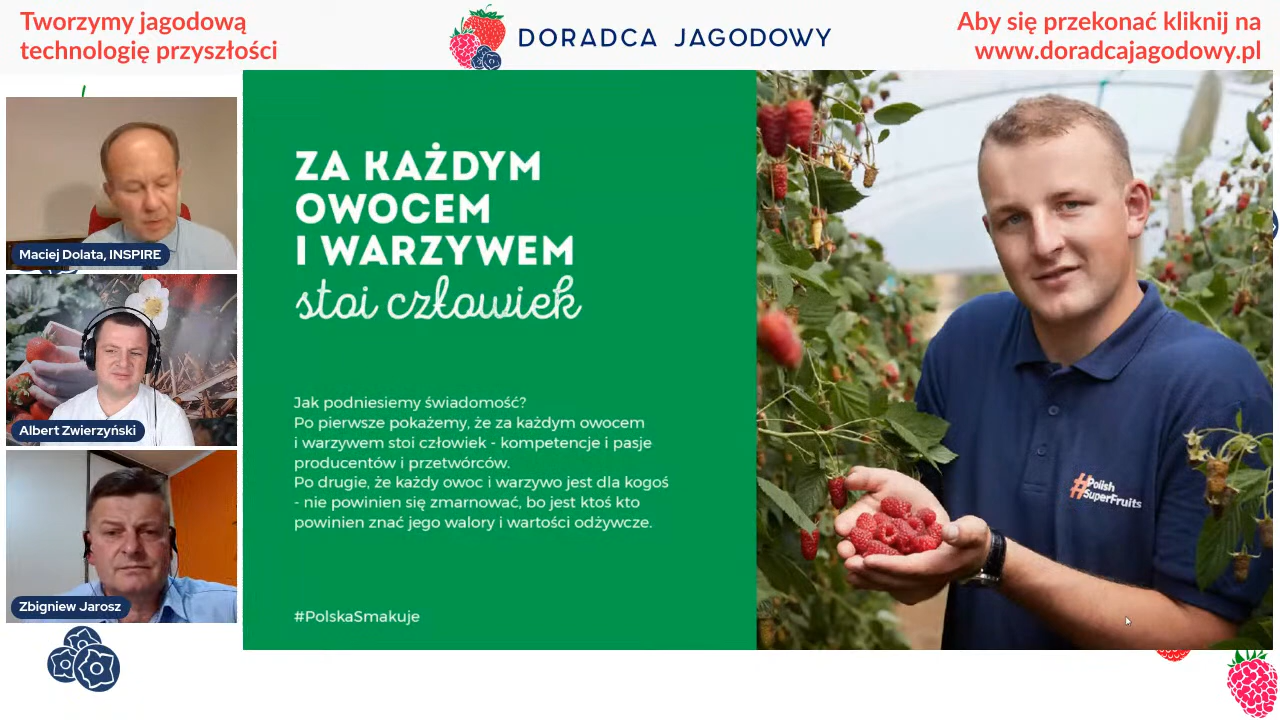 Tworzymy jagodową
technologię przyszłości
DORADCA JAGODOWY
Aby się przekonać kliknij na
www.doradcajagodowy.pl
Maciej Dolata, INSPIRE
Albert Zwierzyński
Zbigniew Jarosz
ZA KAŻDYM
OWOCEM
I WARZYWEM
stoi człowiek
Jak podniesiemy świadomość?
Po pierwsze pokażemy, że za każdym owocem
i warzywem stoi człowiek - kompetencje i pasje
producentów i przetwórców.
Po drugie, że każdy owoc i warzywo jest dla kogoś
- nie powinien się zmarnować, bo jest ktoś kto
powinien znać jego walory i wartości odżywcze.
#PolskaSmakuje
#Polish
SuperFruits